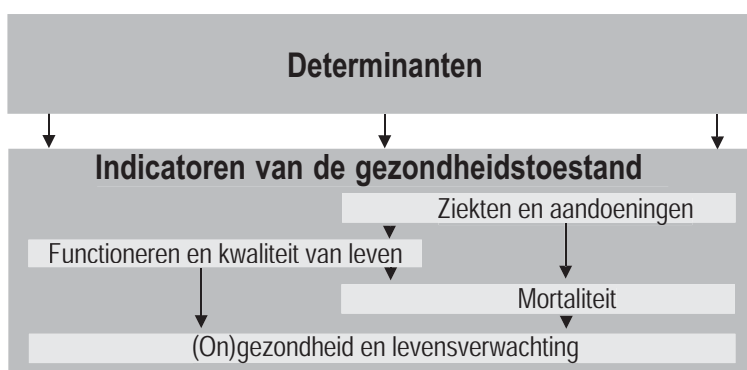 Determinanten
Indicatoren van de gezondheidstoestand
Ziekten en aandoeningen
Functioneren en kwaliteit van leven
Mortaliteit
(On)gezondheid en levensverwachting